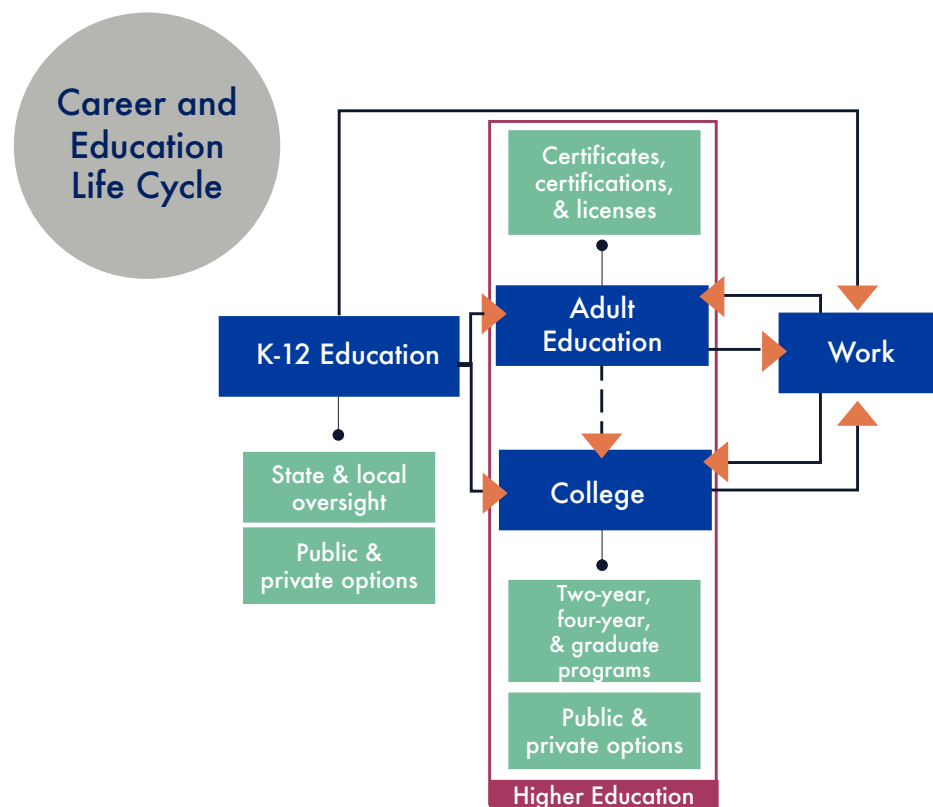 Career and
Education
Life Cycle
Certificates,
certifications,
& licenses
Adult
Education
K-12 Education
Work
State & local
oversight
Public &
private options
College
Two-year,
four-year,
& graduate
programs
Public &
private options
Higher Education